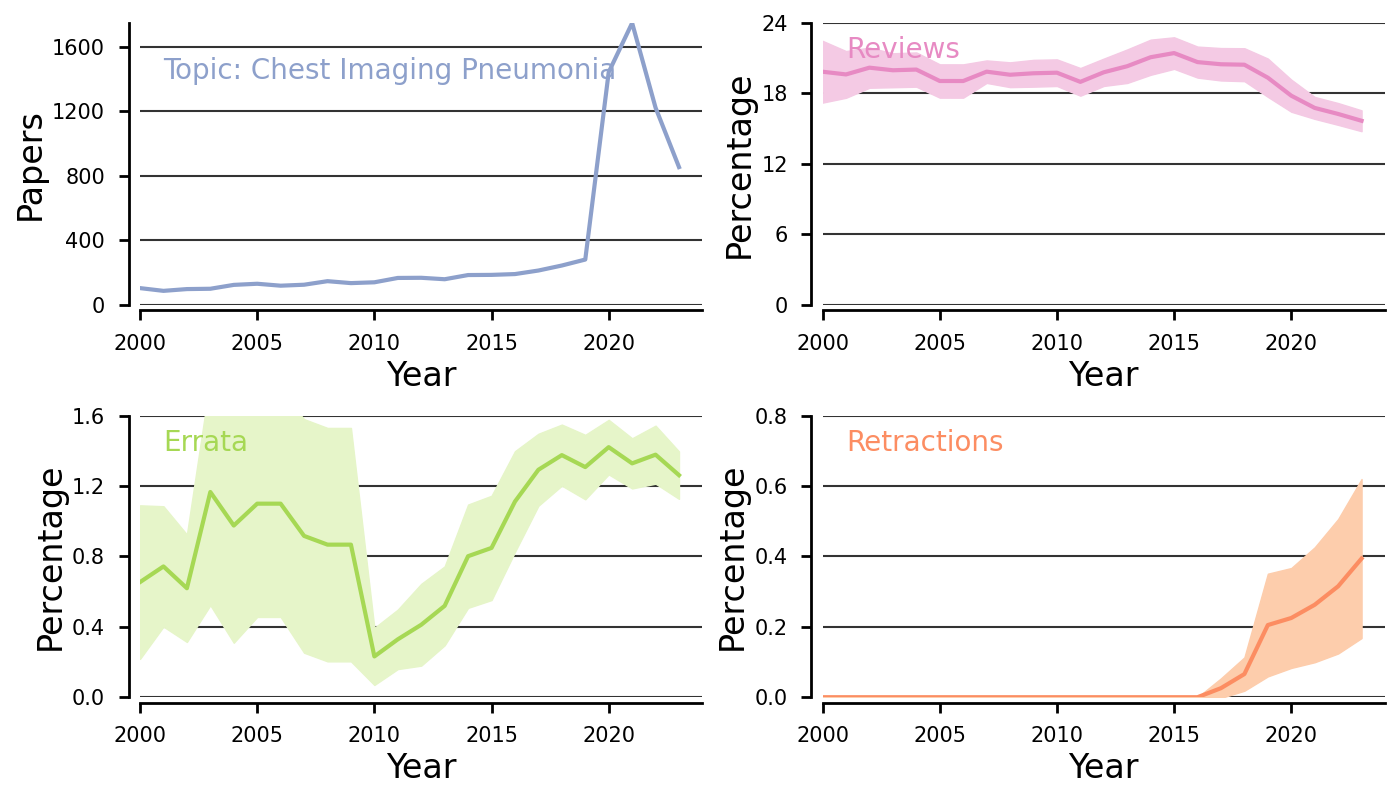 Topic: Chest Imaging Pneumonia
Papers
1600
1200
800
400
0
2000 2005 2010 2015 2020
Year
Reviews
Percentage
24
18
12
6
0
2000 2005 2010 2015 2020
Year
Errata
Percentage
1.6
1.2
0.8
0.4
0.0
2000 2005 2010 2015 2020
Year
Retractions
Percentage
0.8
0.6
0.4
0.2
0.0
2000 2005 2010 2015 2020
Year